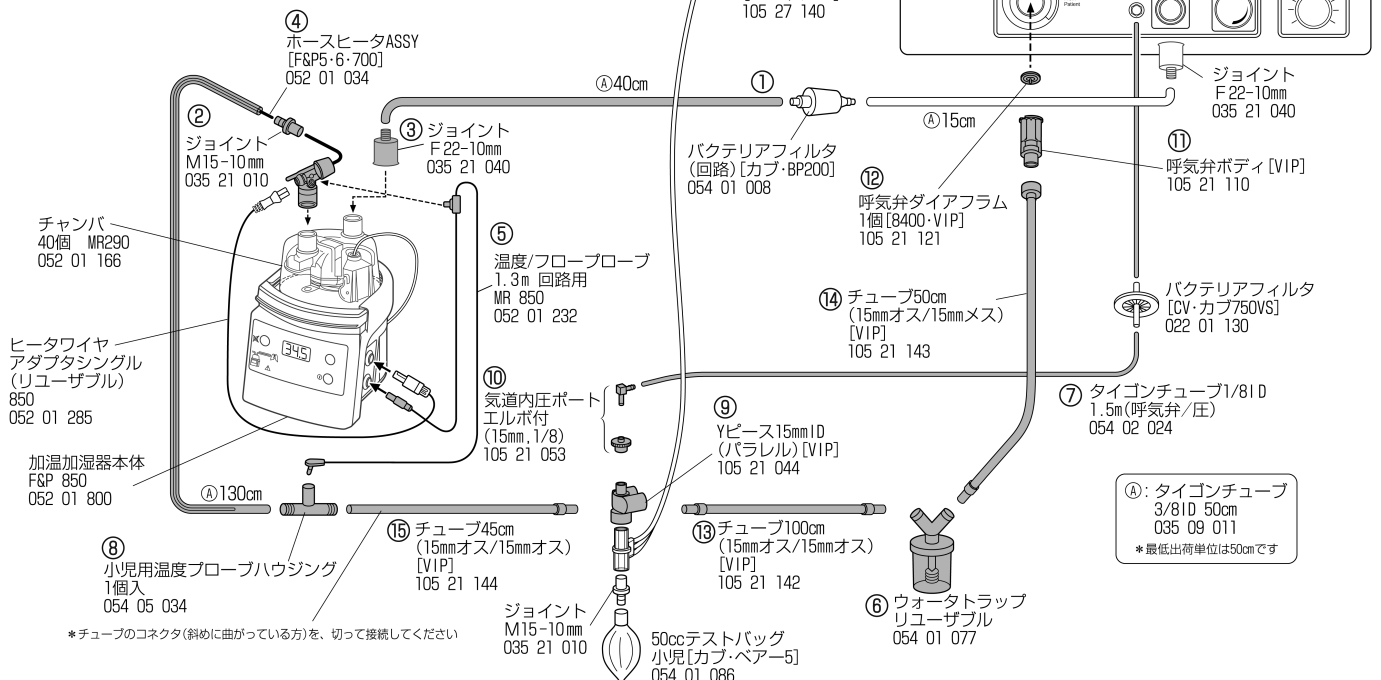 105 27 140
Patient
④
ホースヒータASSY
[F&P5・6・700]
052 01 034
②
ジョイント
M15-10mm
035 21 010
③ ジョイント
F22-10mm
035 21 040
Ⓐ40cm
①
バクテリアフィルタ
(回路)[カブ・BP200]
054 01 008
Ⓐ15cm
ジョイント
F22-10mm
035 21 040
⑪
呼気弁ボディ[VIP]
105 21 110
⑫
呼気弁ダイアフラム
1個[8400・VIP]
105 21 121
チャンバ
40個 MR290
052 01 166
⑤
温度/フロープローブ
1.3m 回路用
MR 850
052 01 232
34.5
⑭ チューブ50cm
(15mmオス/15mmメス)
[VIP]
105 21 143
バクテリアフィルタ
[CV・カブ750VS]
022 01 130
ヒータワイヤ
アダプタシングル
(リユーザブル)
850
052 01 285
⑩
気道内圧ポート
エルボ付
(15mm,1/8)
105 21 053
⑨
Yピース15mmID
(パラレル)[VIP]
105 21 044
⑦ タイゴンチューブ1/8ID
1.5m(呼気弁/圧)
054 02 024
加温加湿器本体
F&P 850
052 01 800
Ⓐ130cm
⑧
小児用温度プローブハウジング
1個入
054 05 034
*チューブのコネクタ(斜めに曲がっている方)を、切って接続してください
⑮ チューブ45cm
(15mmオス/15mmオス)
[VIP]
105 21 144
⑬ チューブ100cm
(15mmオス/15mmオス)
[VIP]
105 21 142
Ⓐ: タイゴンチューブ
3/8ID 50cm
035 09 011
*最低出荷単位は50cmです
⑥ ウォータトラップ
リユーザブル
054 01 077
ジョイント
M15-10mm
035 21 010
50ccテストバッグ
小児[カブ・ベアー5]
054 01 086